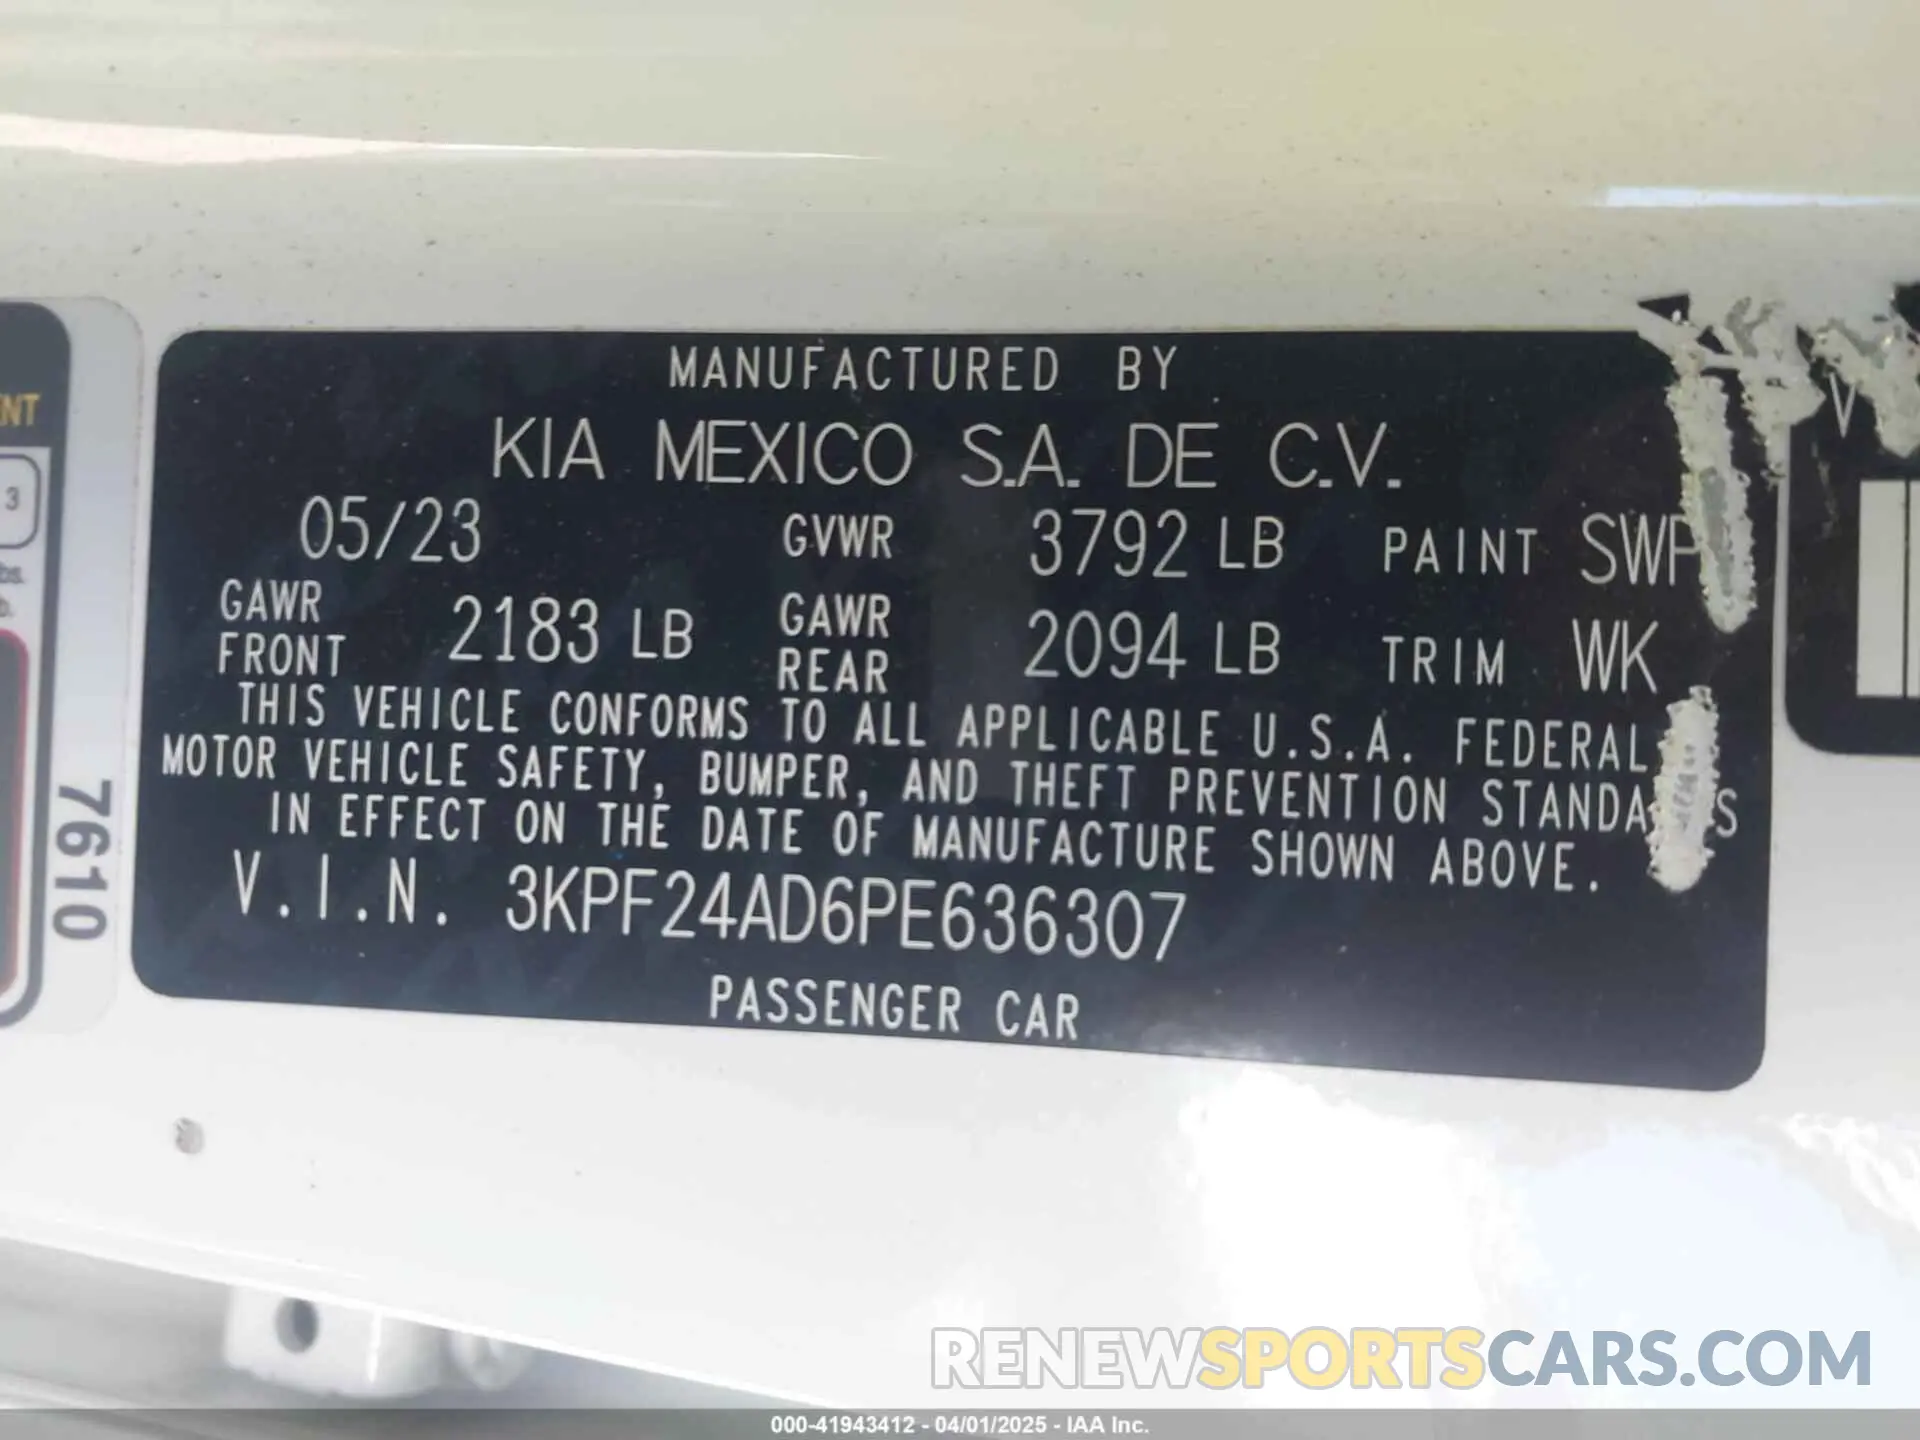 MANUFACTURED BY
KIA MEXICO S.A. DE C.V.
05/23 GVWR 3792 LB PAINT SWP
GAWR FRONT 2183 LB GAWR REAR 2094 LB TRIM WK
THIS VEHICLE CONFORMS TO ALL APPLICABLE U.S.A. FEDERAL
MOTOR VEHICLE SAFETY, BUMPER, AND THEFT PREVENTION
IN EFFECT ON THE DATE OF MANUFACTURE SHOWN ABOVE.
V.I.N. 3KPF24AD6PE636307
PASSENGER CAR
NT
3
bs.
b.
7610
V
RENEWSPORTSCARS.COM
000-41943412 - 04/01/2025 - IAA Inc.